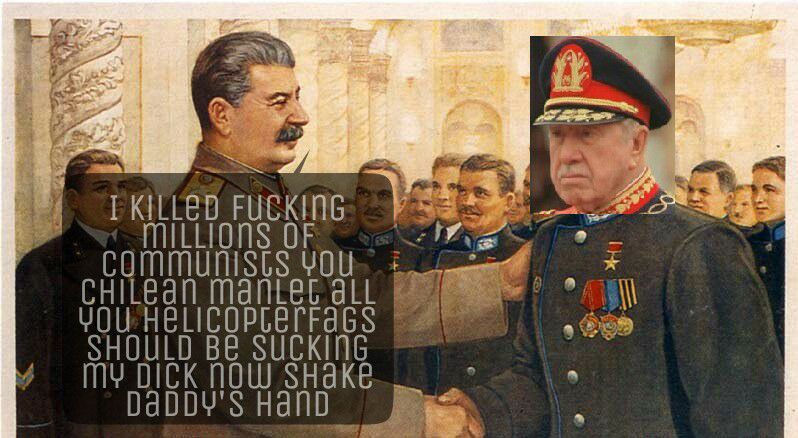 I KILLED FUCKING
MILLIONS OF
COMMUNISTS YOU
CHILEAN MANLET ALL
YOU HELICOPTERFAGS
SHOULD BE SUCKING
MY DICK NOW SHAKE
DADDY'S HAND